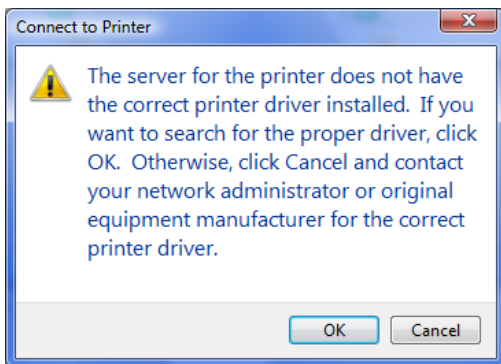 Connect to Printer
The server for the printer does not have
the correct printer driver installed.  If you
want to search for the proper driver, click
OK.  Otherwise, click Cancel and contact
your network administrator or original
equipment manufacturer for the correct
printer driver.
OK
Cancel